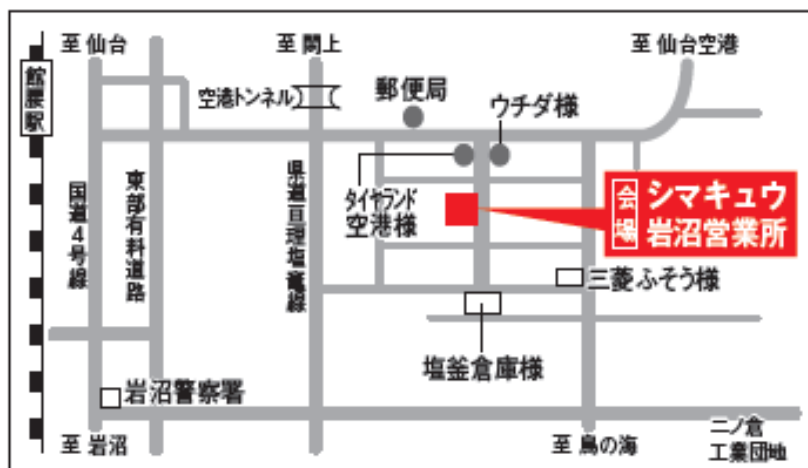 至 仙台
至 閖上
至 仙台空港
館腰駅
空港トンネル
郵便局
ウチダ様
国道4号線
東部有料道路
県道亘理塩竈線
タイヤランド
空港様
会場
シマキュウ
岩沼営業所
三菱ふそう様
塩釜倉庫様
岩沼警察署
至 岩沼
至 鳥の海
二ノ倉
工業団地